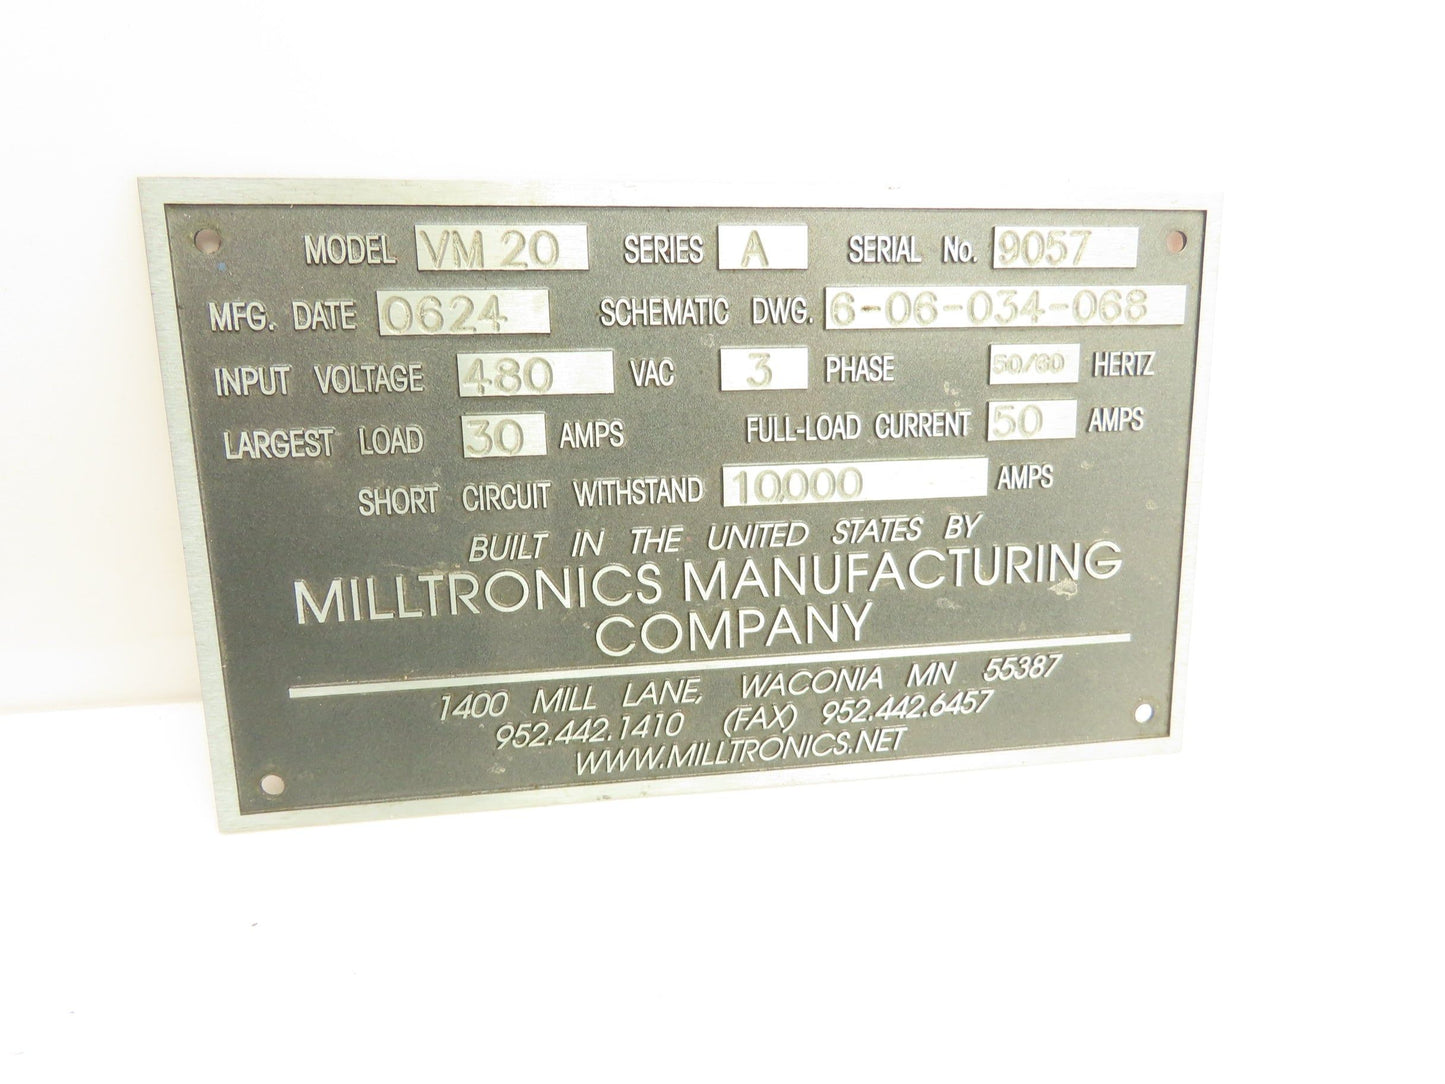 MODEL VM 20 SERIES A SERIAL No. 9057
MFG. DATE 0624 SCHEMATIC DWG. 6-06-034-068
INPUT VOLTAGE 480 VAC 3 PHASE 50/60 HERTZ
LARGEST LOAD 30 AMPS FULL-LOAD CURRENT 50 AMPS
SHORT CIRCUIT WITHSTAND 10,000 AMPS
BUILT IN THE UNITED STATES BY
MILLTRONICS MANUFACTURING
COMPANY
1400 MILL LANE, WACONIA MN 55387
952.442.1410 (FAX) 952.442.6457
WWW.MILLTRONICS.NET